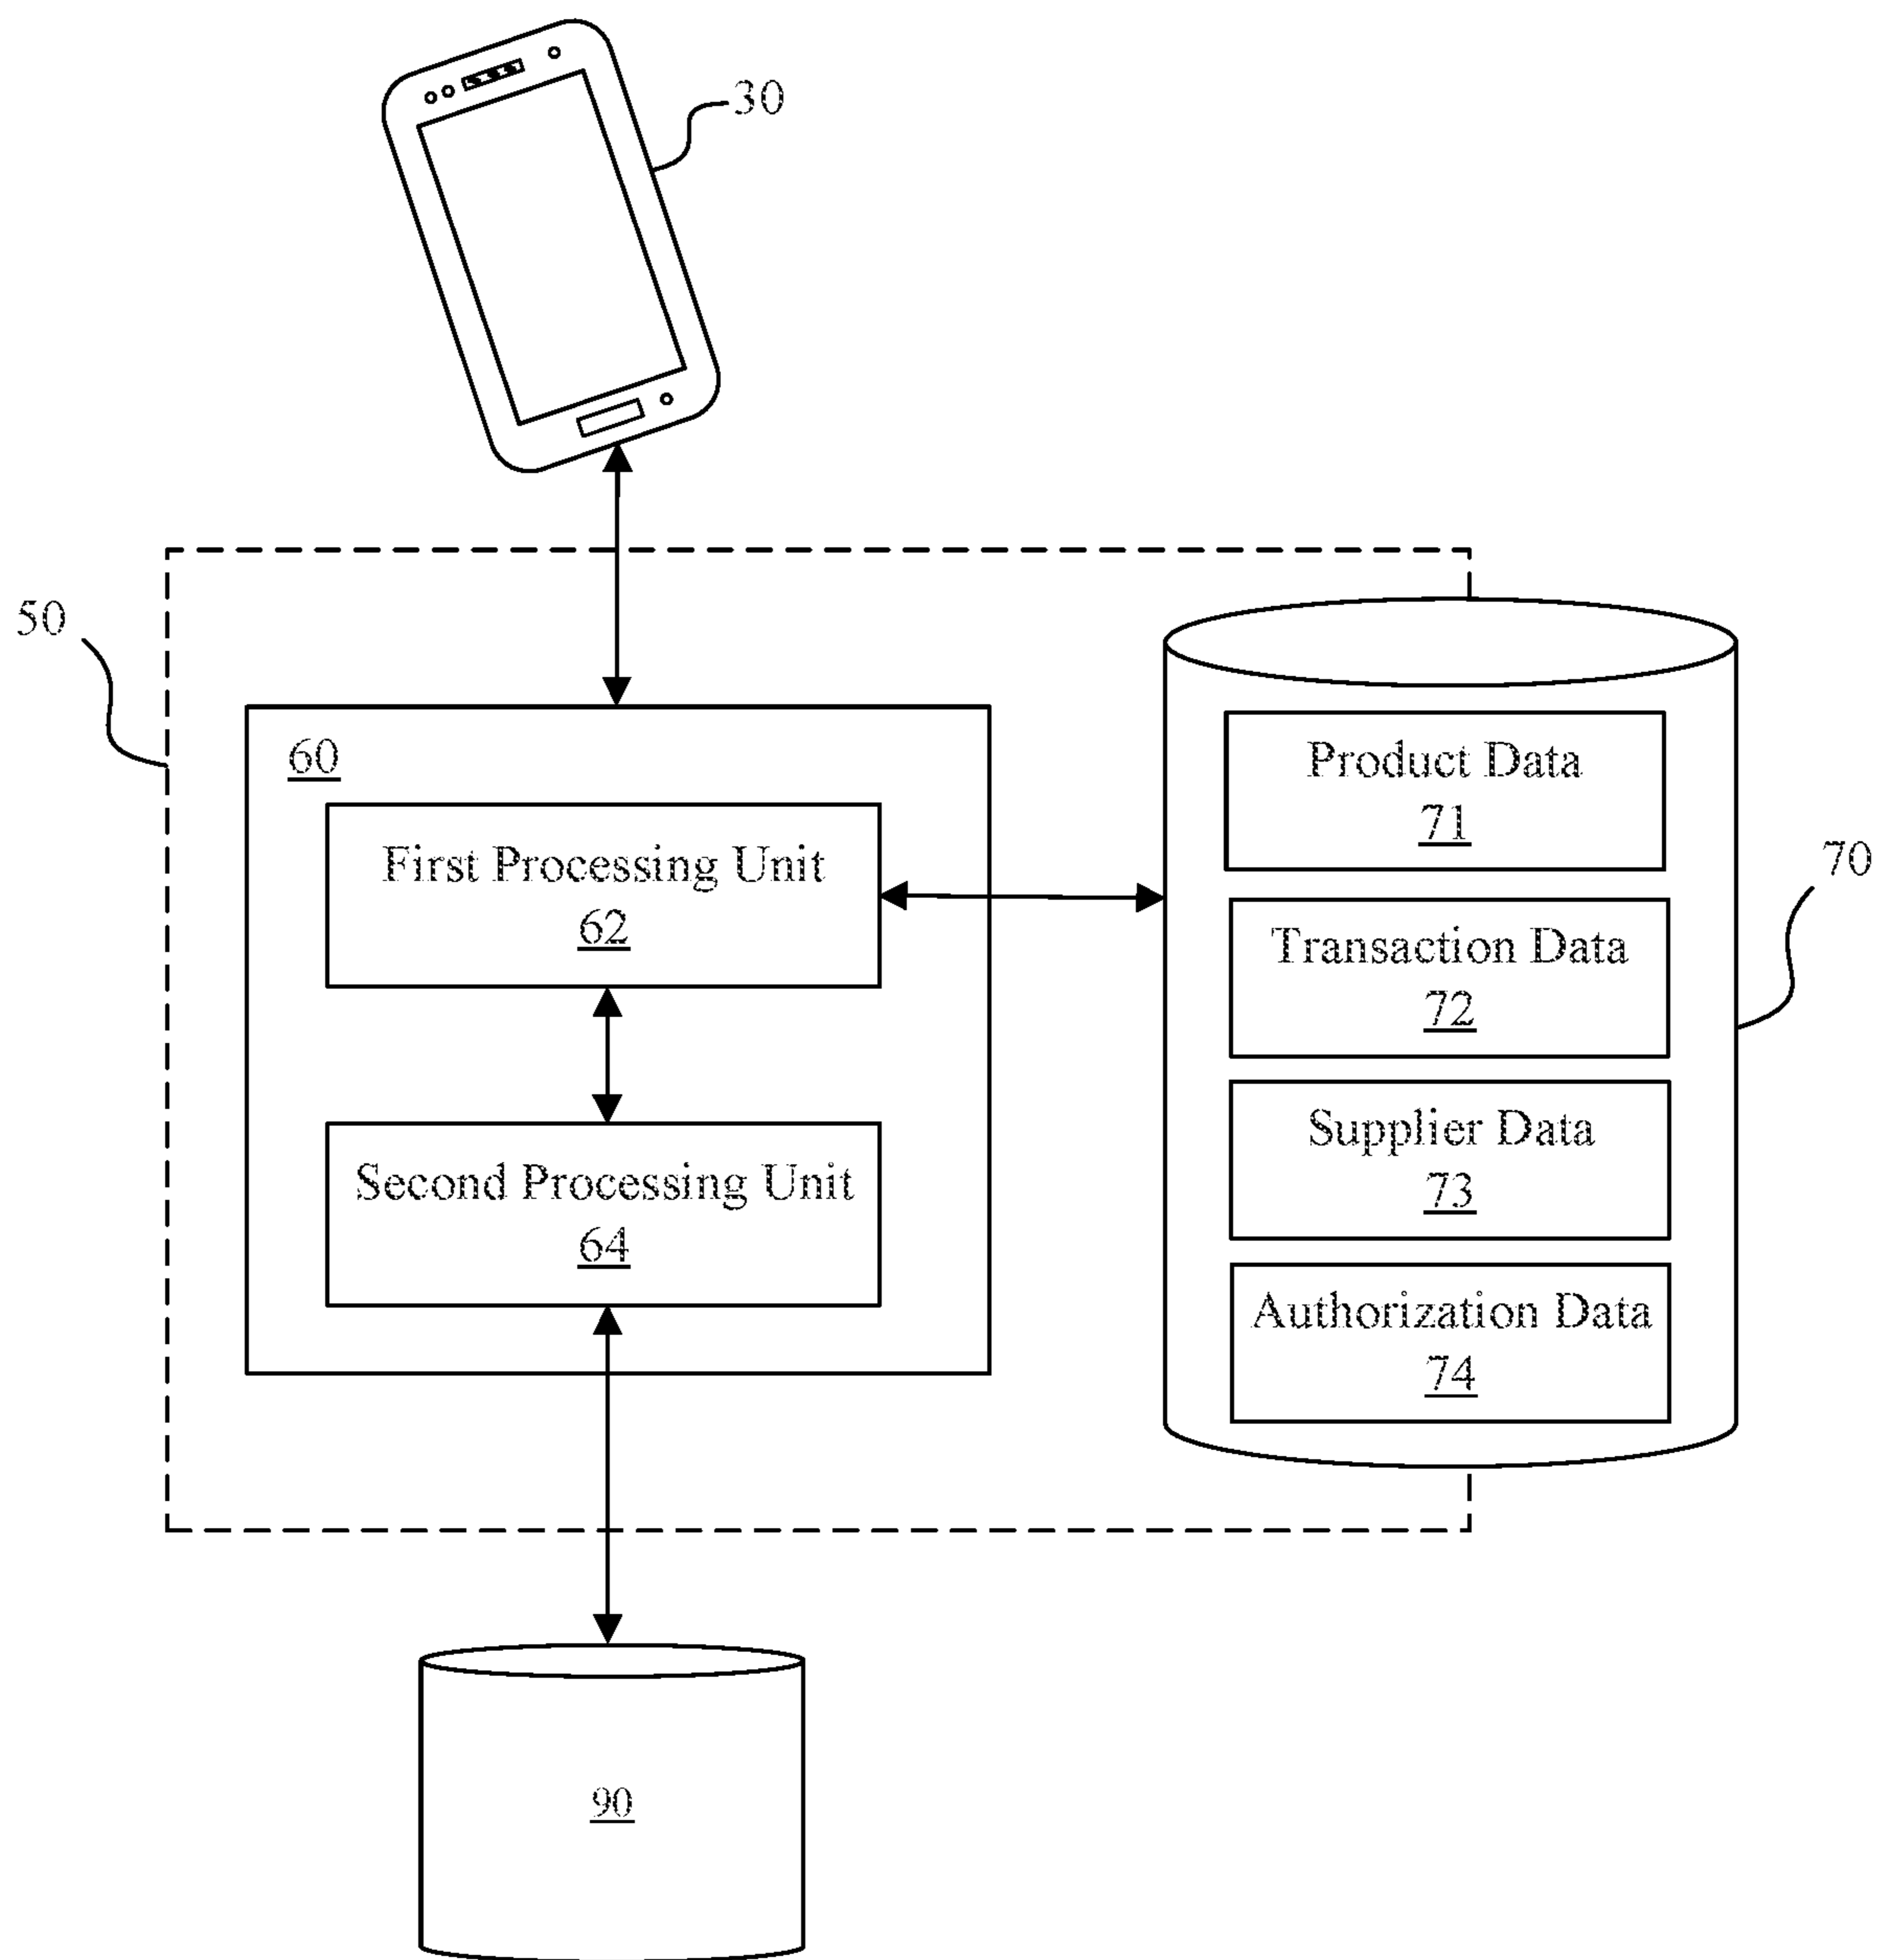 30
50
60
First Processing Unit
62
Second Processing Unit
64
Product Data
71
Transaction Data
72
Supplier Data
73
Authorization Data
74
70
90